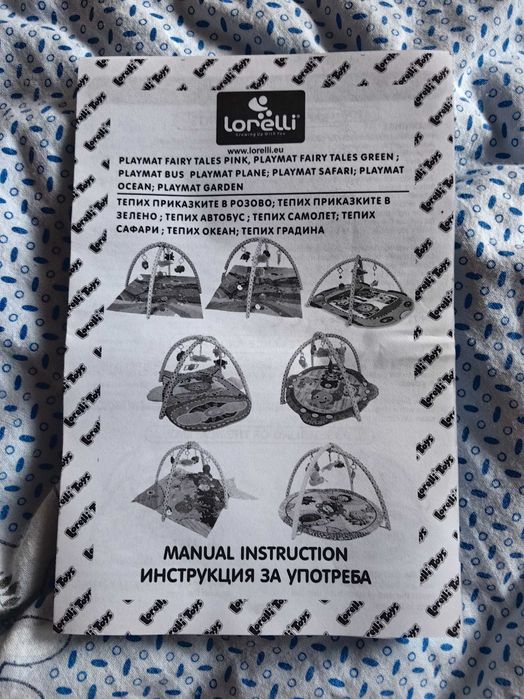 Lorelli®
Growing Up With You
www.lorelli.eu
PLAYMAT FAIRY TALES PINK, PLAYMAT FAIRY TALES GREEN ;
PLAYMAT BUS PLAYMAT PLANE; PLAYMAT SAFARI; PLAYMAT
OCEAN; PLAYMAT GARDEN
ТЕПИХ ПРИКАЗКИТЕ В РОЗОВО; ТЕПИХ ПРИКАЗКИТЕ В
ЗЕЛЕНО ; ТЕПИХ АВТОБУС ; ТЕПИХ САМОЛЕТ; ТЕПИХ
САФАРИ ; ТЕПИХ ОКЕАН; ТЕПИХ ГРАДИНА
MANUAL INSTRUCTION
ИНСТРУКЦИЯ ЗА УПОТРЕБА
Lorelli Toys